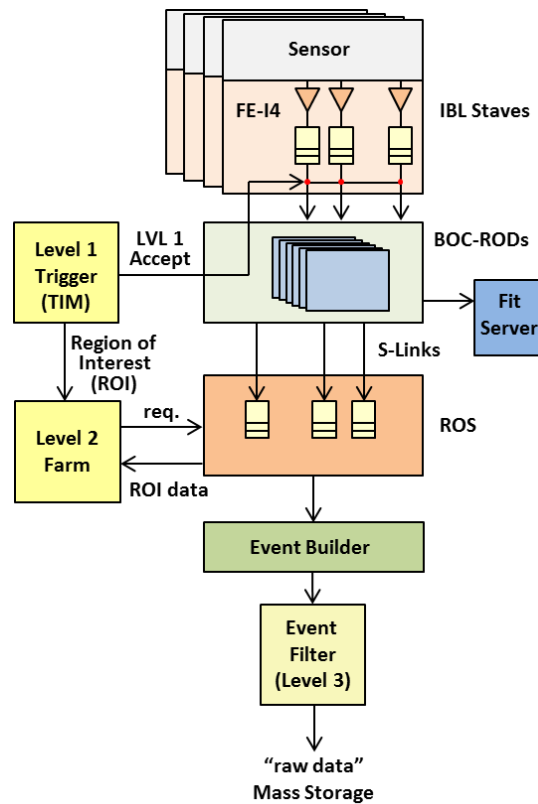 Sensor
FE-I4
IBL Staves
Level 1
Trigger
(TIM)
LVL 1
Accept
BOC-RODs
Fit
Server
Region of
Interest
(ROI)
S-Links
Level 2
Farm
req.
ROI data
ROS
Event Builder
Event
Filter
(Level 3)
“raw data”
Mass Storage